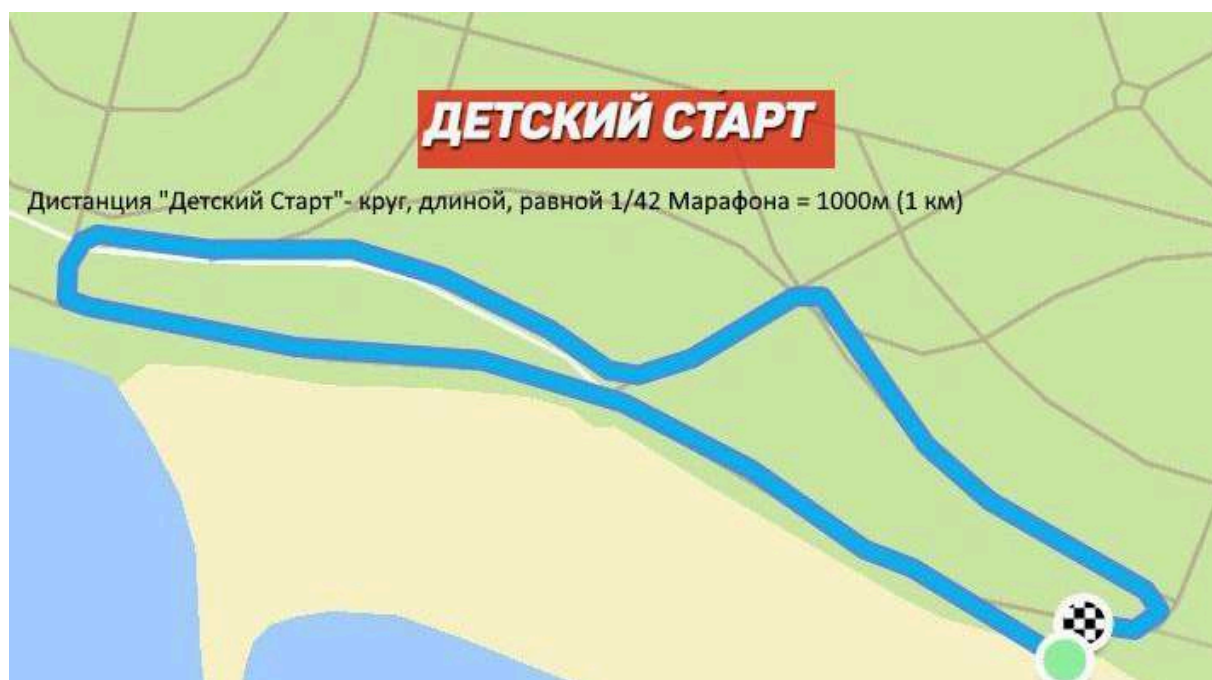 ДЕТСКИЙ СТАРТ
Дистанция "Детский Старт"- круг, длиной, равной 1/42 Марафона = 1000м (1 км)